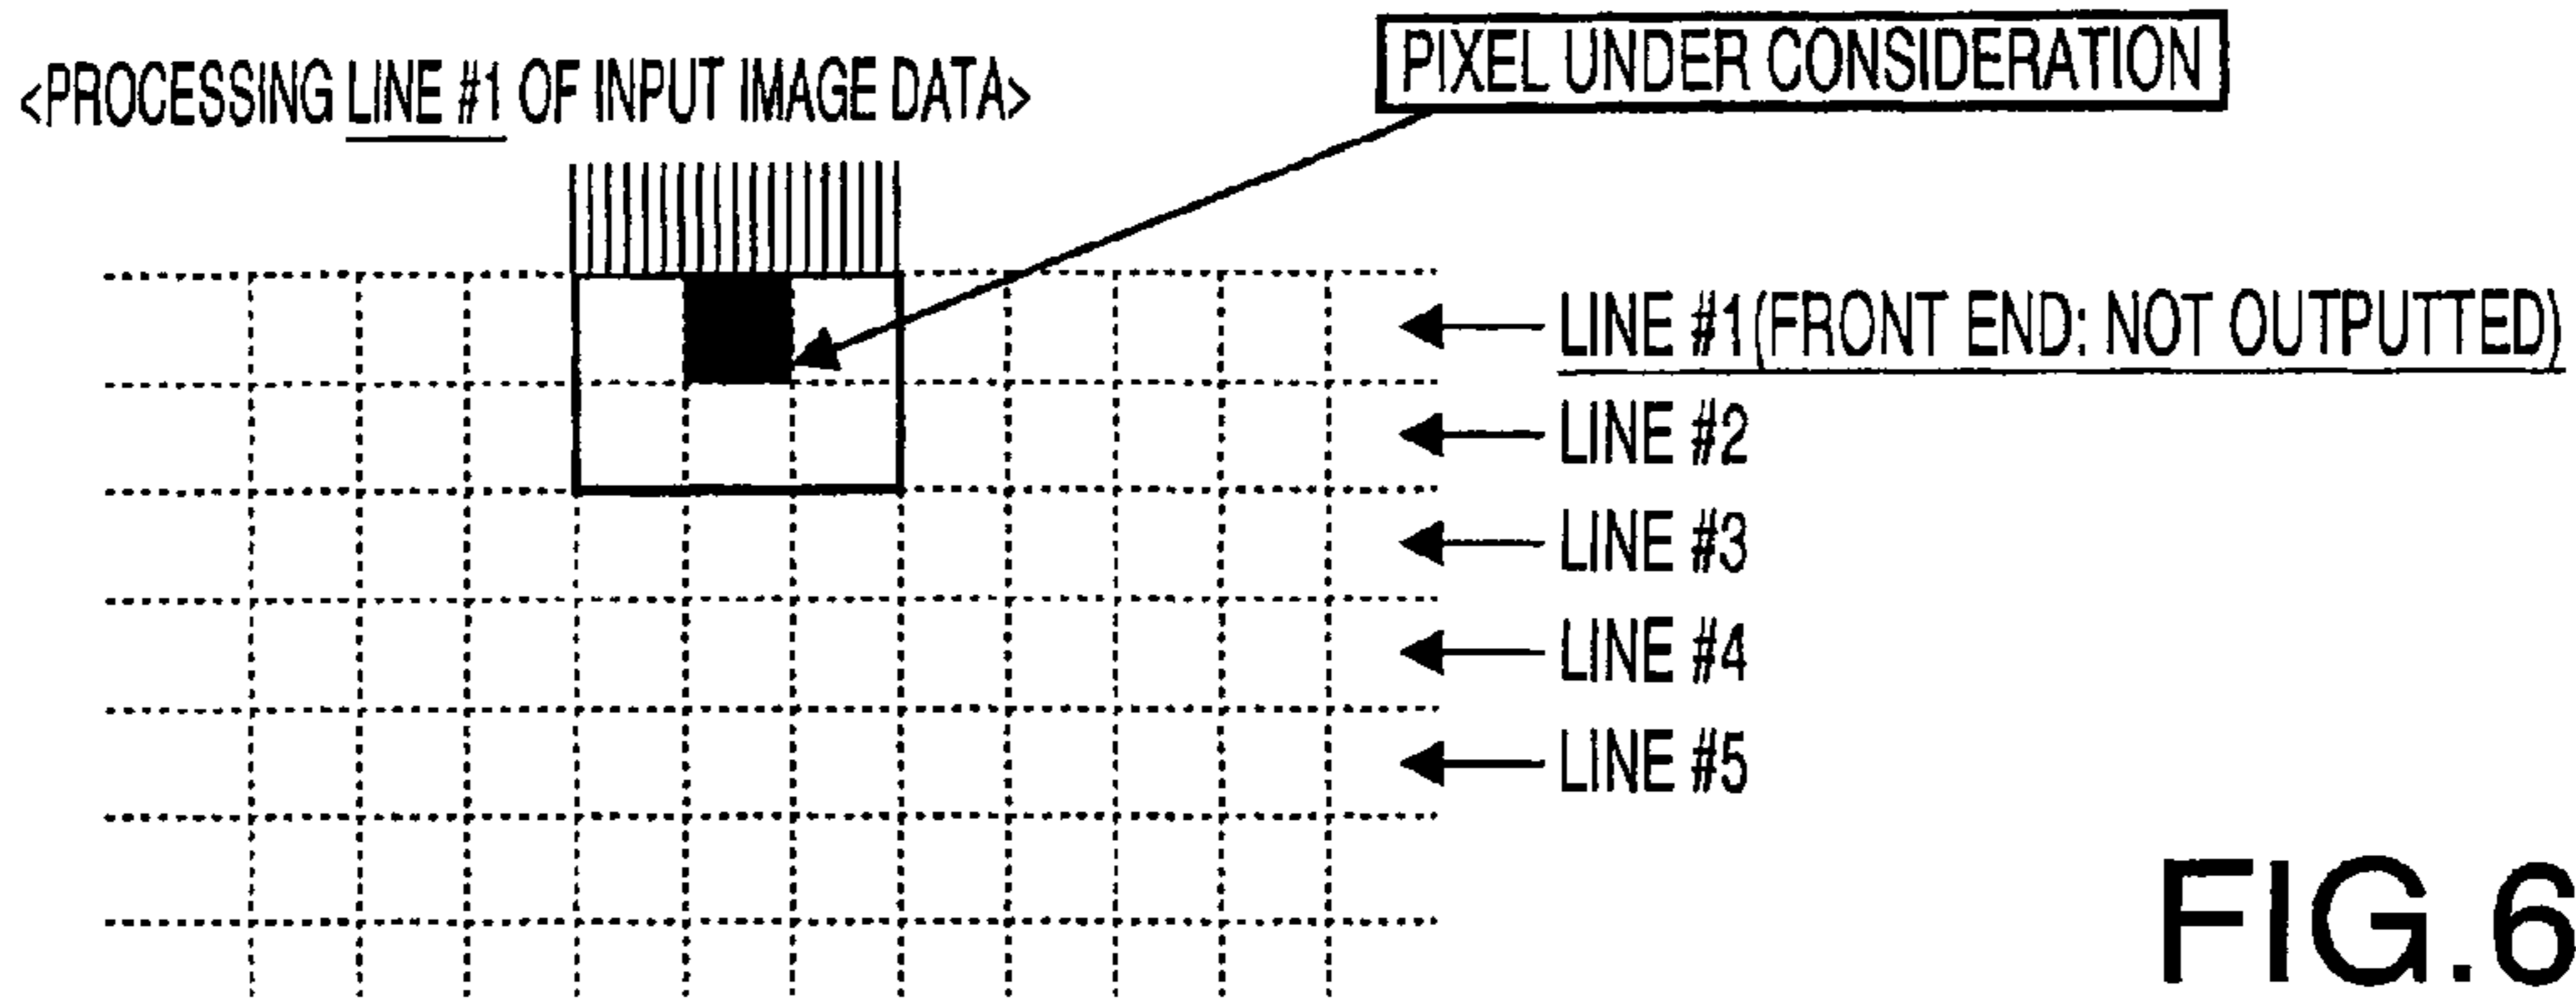 PIXEL UNDER CONSIDERATION
<PROCESSING LINE #1 OF INPUT IMAGE DATA>
LINE #1(FRONT END: NOT OUTPUTTED)
LINE #2
LINE #3
LINE #4
LINE #5
FIG.6